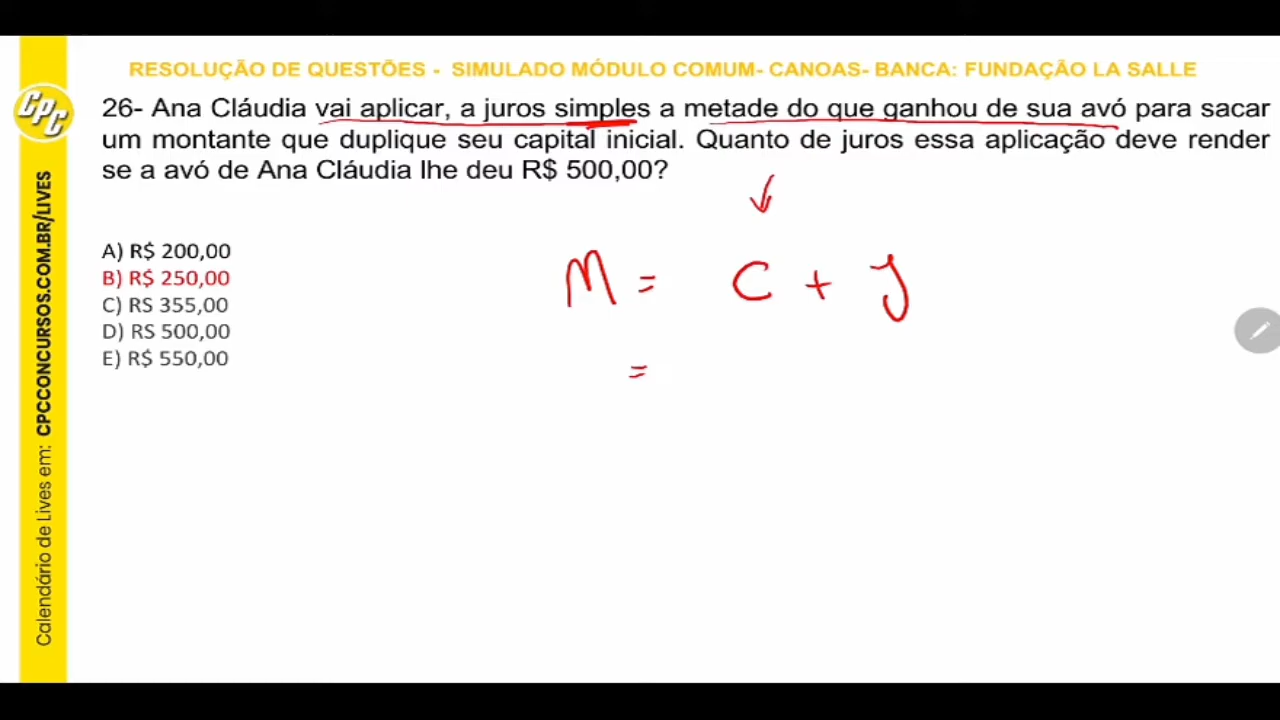 RESOLUÇÃO DE QUESTÕES - SIMULADO MÓDULO COMUM- CANOAS- BANCA: FUNDAÇÃO LA SALLE
CPC
26- Ana Cláudia vai aplicar, a juros simples a metade do que ganhou de sua avó para sacar
um montante que duplique seu capital inicial. Quanto de juros essa aplicação deve render
se a avó de Ana Cláudia lhe deu R$ 500,00?
A) R$ 200,00
B) R$ 250,00
C) RS 355,00
D) RS 500,00
E) R$ 550,00
M = C + J
=
Calendário de Lives em: CPCCONCURSOS.COM.BR/LIVES